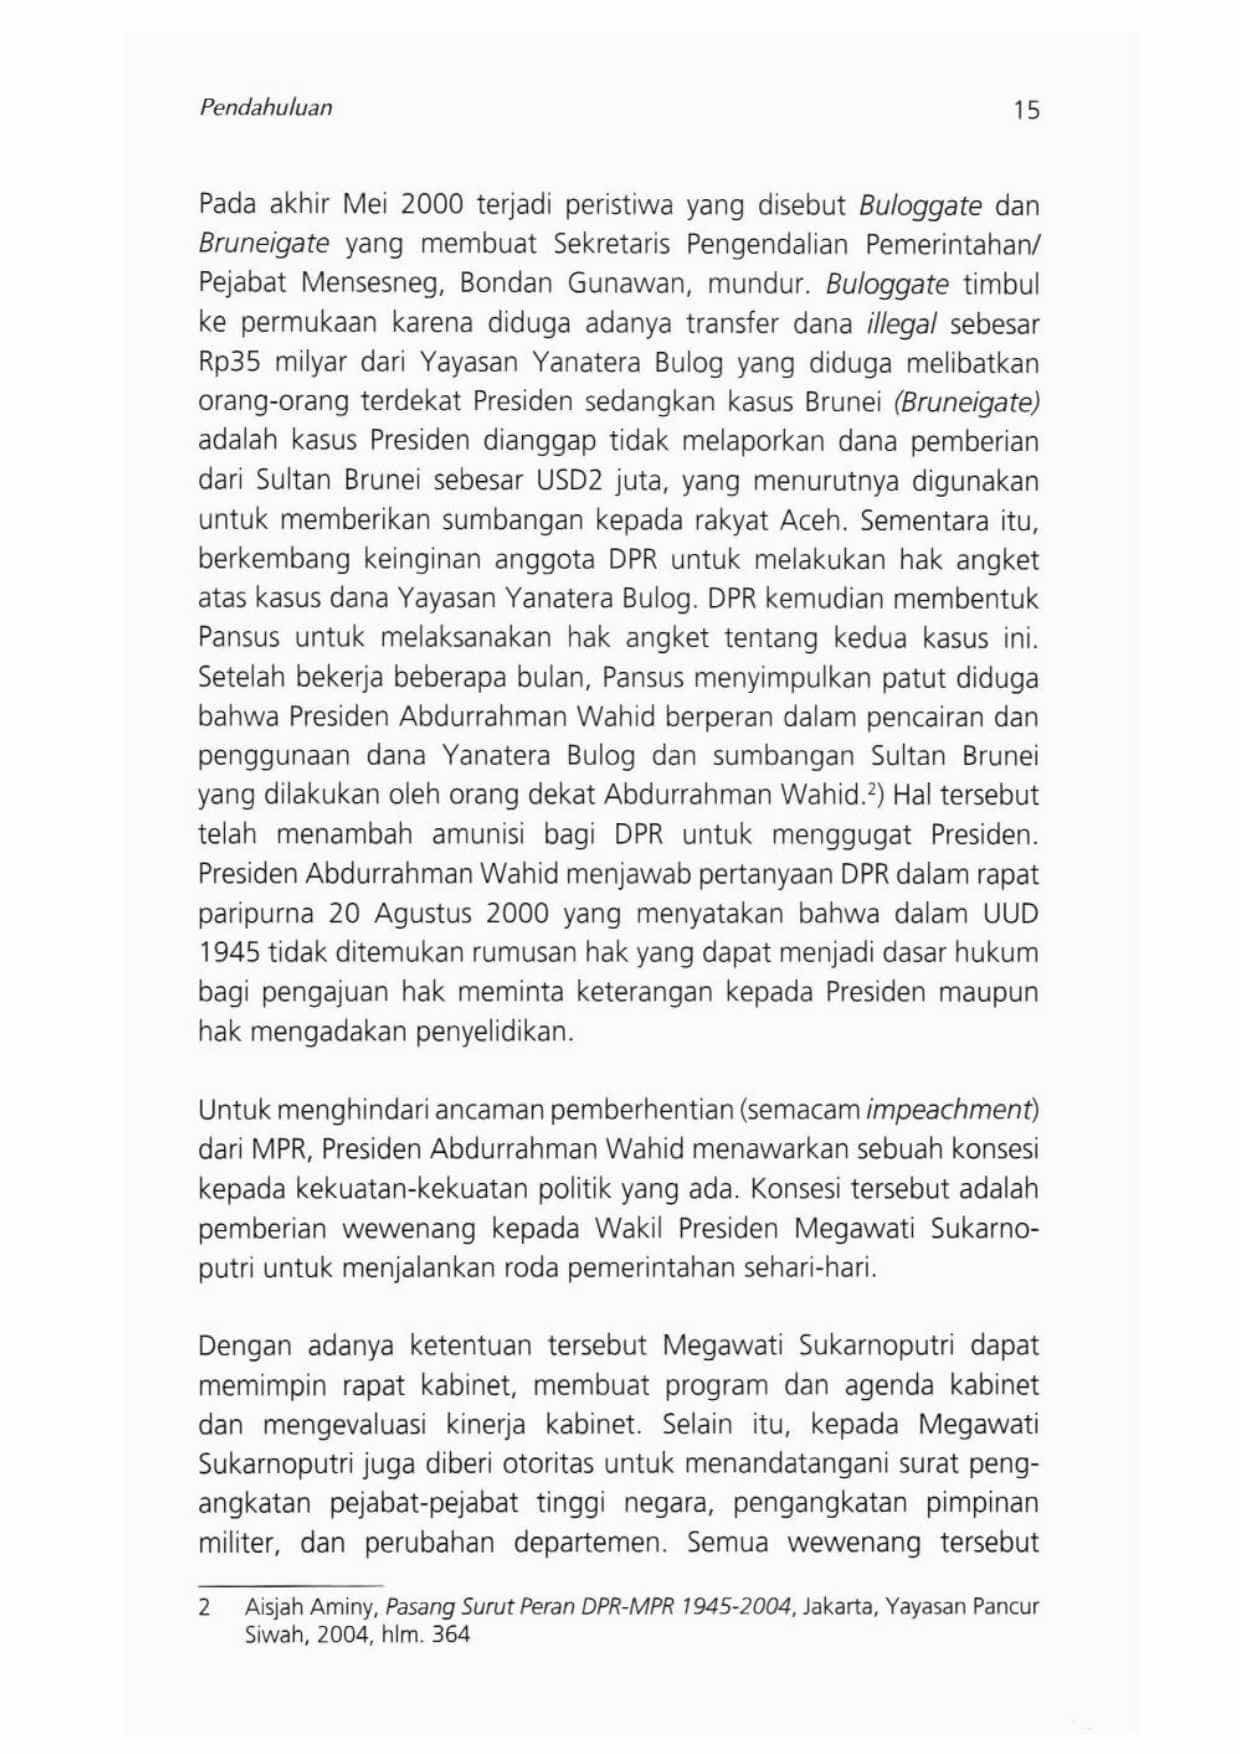 Pendahuluan 15
Pada akhir Mei 2000 terjadi peristiwa yang disebut Buloggate dan
Bruneigate yang membuat Sekretaris Pengendalian Pemerintahan/
Pejabat Mensesneg, Bondan Gunawan, mundur. Buloggate timbul
ke permukaan karena diduga adanya transfer dana illegal sebesar
Rp35 milyar dari Yayasan Yanatera Bulog yang diduga melibatkan
orang-orang terdekat Presiden sedangkan kasus Brunei (Bruneigate)
adalah kasus Presiden dianggap tidak melaporkan dana pemberian
dari Sultan Brunei sebesar USD2 juta, yang menurutnya digunakan
untuk memberikan sumbangan kepada rakyat Aceh. Sementara itu,
berkembang keinginan anggota DPR untuk melakukan hak angket
atas kasus dana Yayasan Yanatera Bulog. DPR kemudian membentuk
Pansus untuk melaksanakan hak angket tentang kedua kasus ini.
Setelah bekerja beberapa bulan, Pansus menyimpulkan patut diduga
bahwa Presiden Abdurrahman Wahid berperan dalam pencairan dan
penggunaan dana Yanatera Bulog dan sumbangan Sultan Brunei
yang dilakukan oleh orang dekat Abdurrahman Wahid.²) Hal tersebut
telah menambah amunisi bagi DPR untuk menggugat Presiden.
Presiden Abdurrahman Wahid menjawab pertanyaan DPR dalam rapat
paripurna 20 Agustus 2000 yang menyatakan bahwa dalam UUD
1945 tidak ditemukan rumusan hak yang dapat menjadi dasar hukum
bagi pengajuan hak meminta keterangan kepada Presiden maupun
hak mengadakan penyelidikan.
Untuk menghindari ancaman pemberhentian (semacam impeachment)
dari MPR, Presiden Abdurrahman Wahid menawarkan sebuah konsesi
kepada kekuatan-kekuatan politik yang ada. Konsesi tersebut adalah
pemberian wewenang kepada Wakil Presiden Megawati Sukarno-
putri untuk menjalankan roda pemerintahan sehari-hari.
Dengan adanya ketentuan tersebut Megawati Sukarnoputri dapat
memimpin rapat kabinet, membuat program dan agenda kabinet
dan mengevaluasi kinerja kabinet. Selain itu, kepada Megawati
Sukarnoputri juga diberi otoritas untuk menandatangani surat peng-
angkatan pejabat-pejabat tinggi negara, pengangkatan pimpinan
militer, dan perubahan departemen. Semua wewenang tersebut
2 Aisjah Aminy, Pasang Surut Peran DPR-MPR 1945-2004, Jakarta, Yayasan Pancur
Siwah, 2004, hlm. 364